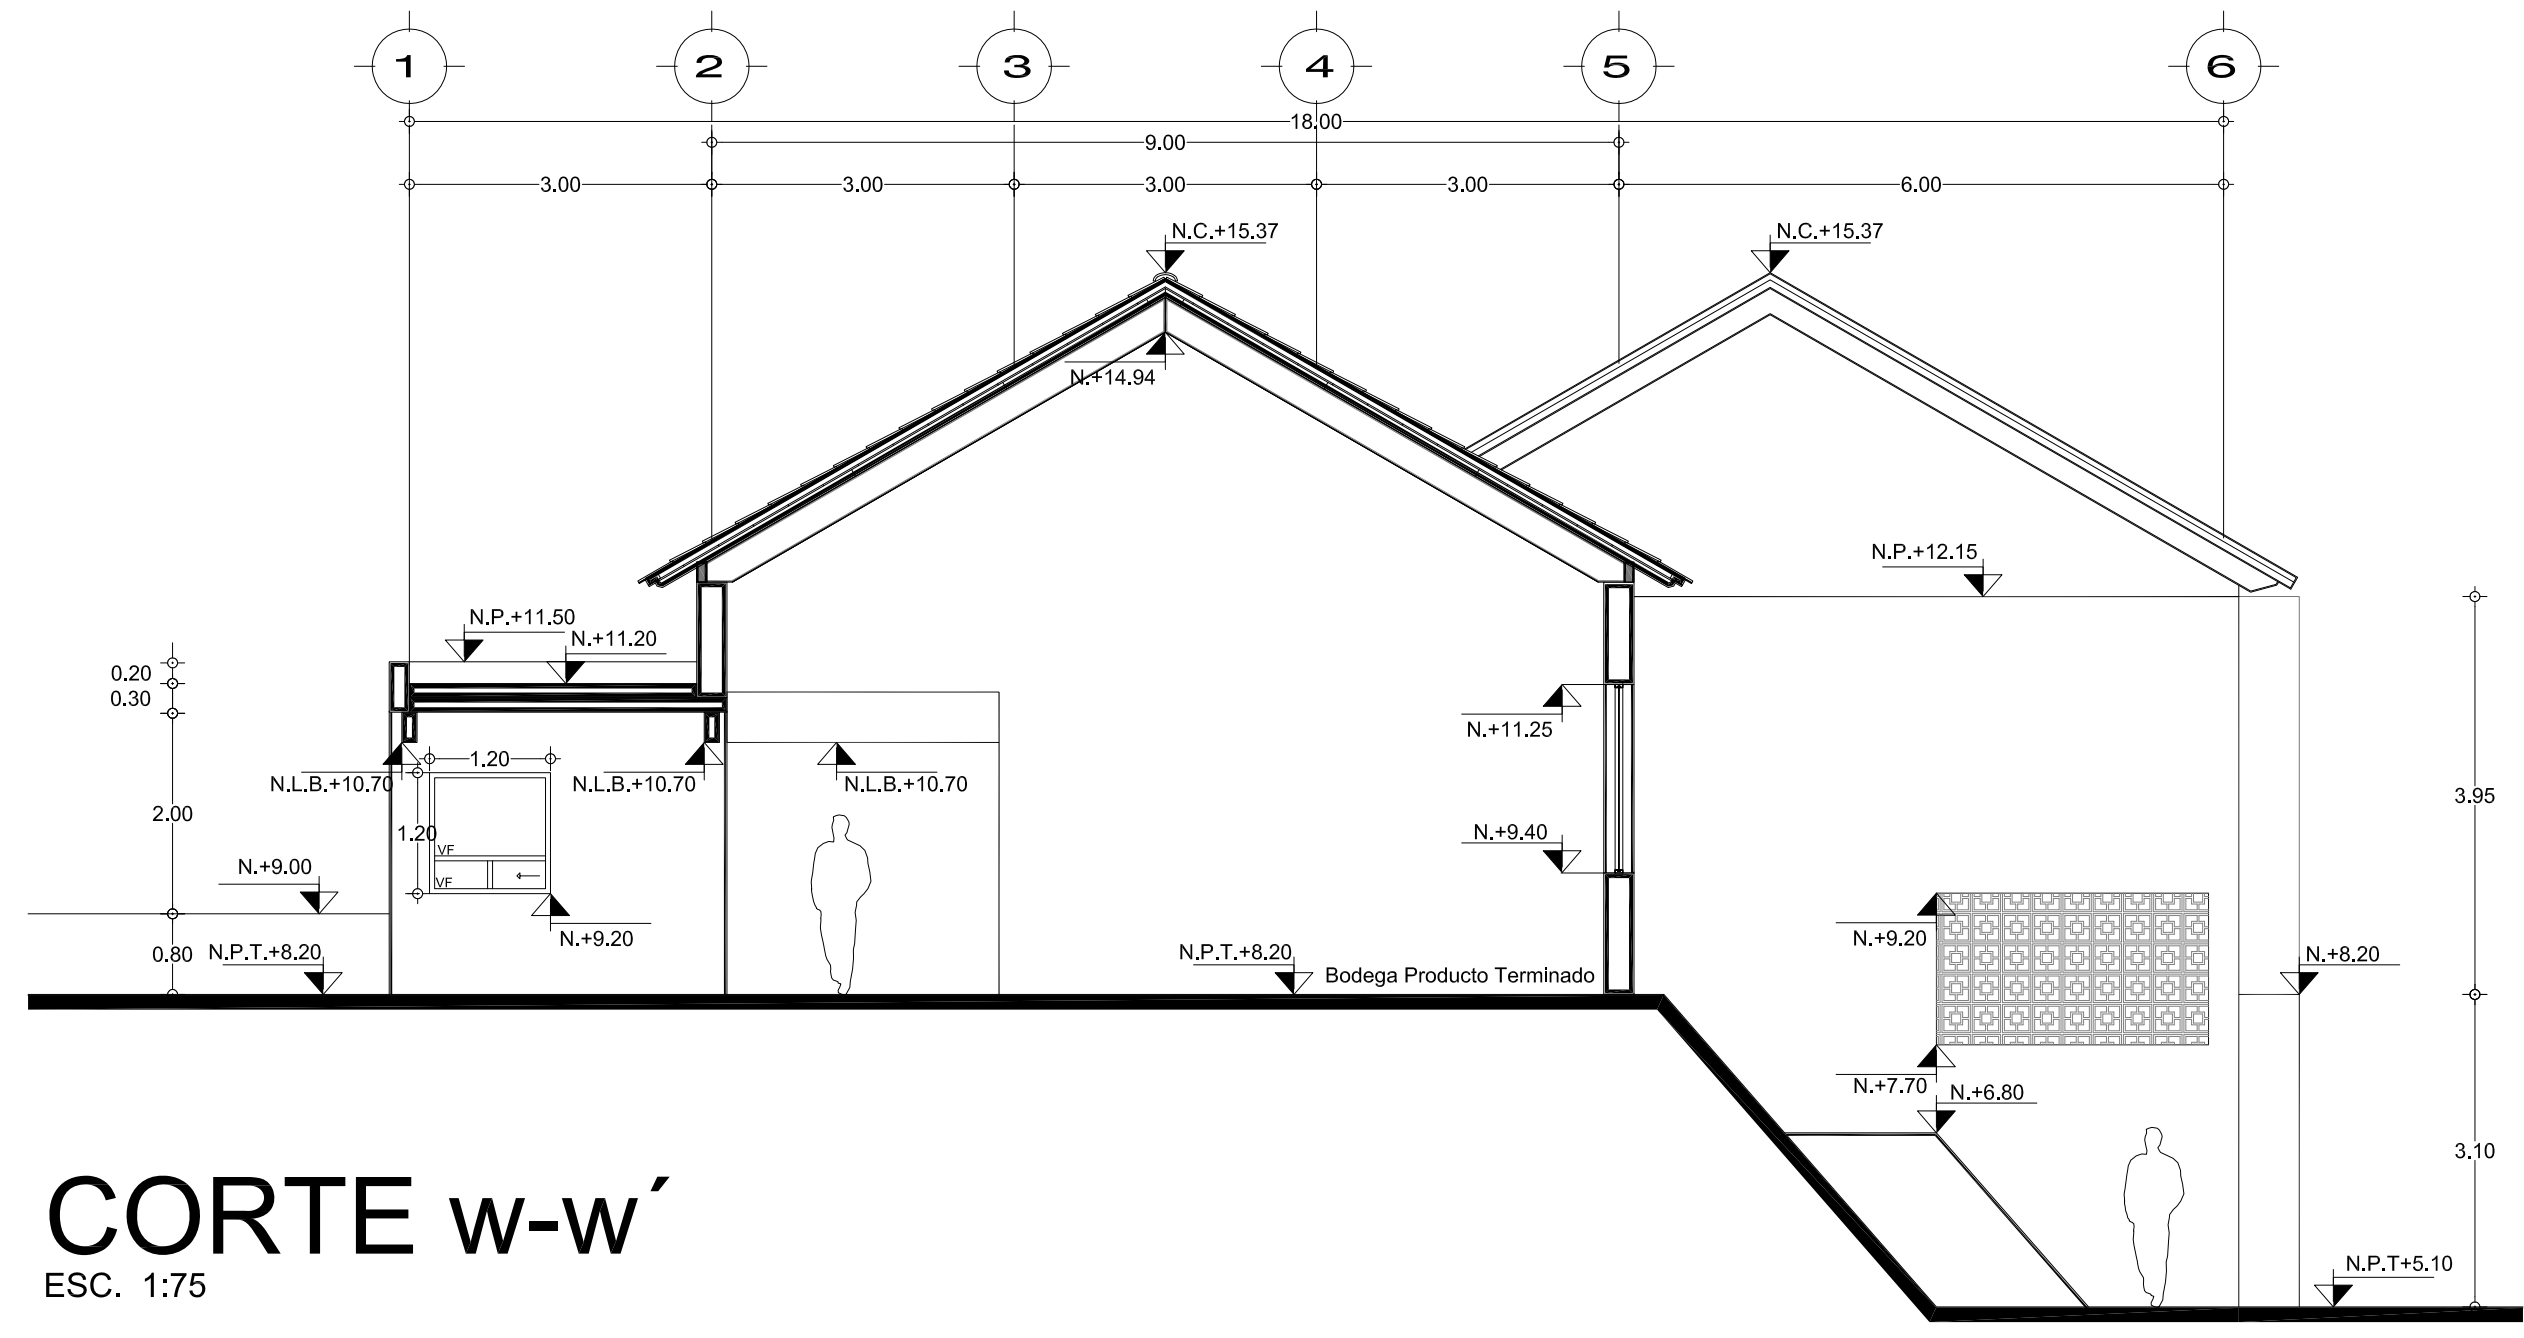 1 2 3 4 5 6
18.00
9.00
3.00 3.00 3.00 3.00 6.00
N.C.+15.37 N.C.+15.37
N.+14.94
N.P.+12.15
N.P.+11.50
N.+11.20
0.20
0.30
N.+11.25
1.20
N.L.B.+10.70 N.L.B.+10.70 N.L.B.+10.70
3.95
2.00
1.20
N.+9.40
VF
N.+9.00
VF
N.+9.20 N.+9.20
0.80 N.P.T.+8.20 N.P.T.+8.20 N.+8.20
Bodega Producto Terminado
N.+7.70
N.+6.80
3.10
CORTE w-w´
N.P.T+5.10
ESC. 1:75